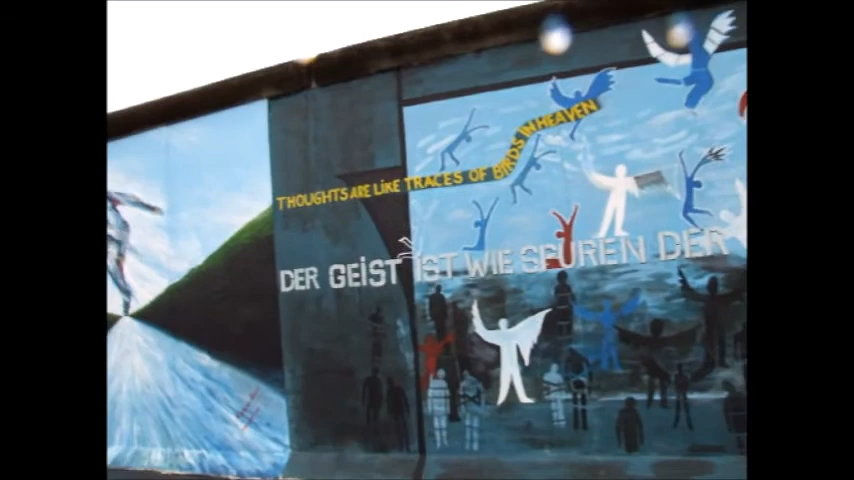 THOUGHTS ARE LIKE TRACES OF BIRDS IN HEAVEN
DER GEIST IST WIE SPUREN DER